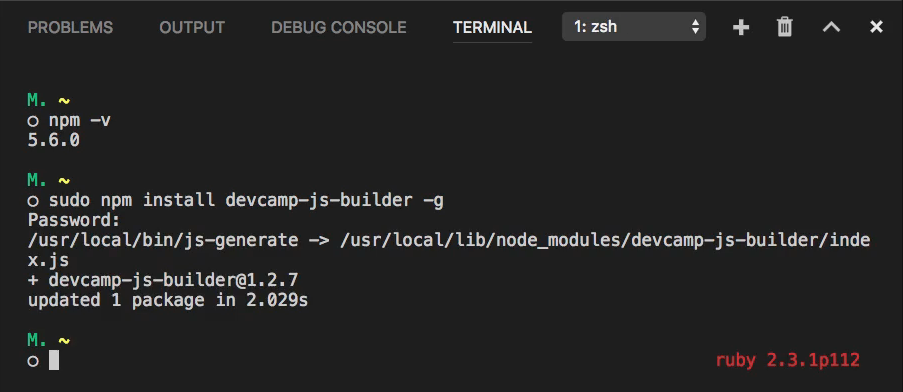 PROBLEMS OUTPUT DEBUG CONSOLE TERMINAL 1: zsh
M. ~
○ npm -v
5.6.0
M. ~
○ sudo npm install devcamp-js-builder -g
Password:
/usr/local/bin/js-generate -> /usr/local/lib/node_modules/devcamp-js-builder/inde
x.js
+ devcamp-js-builder@1.2.7
updated 1 package in 2.029s
M. ~
○ ruby 2.3.1p112